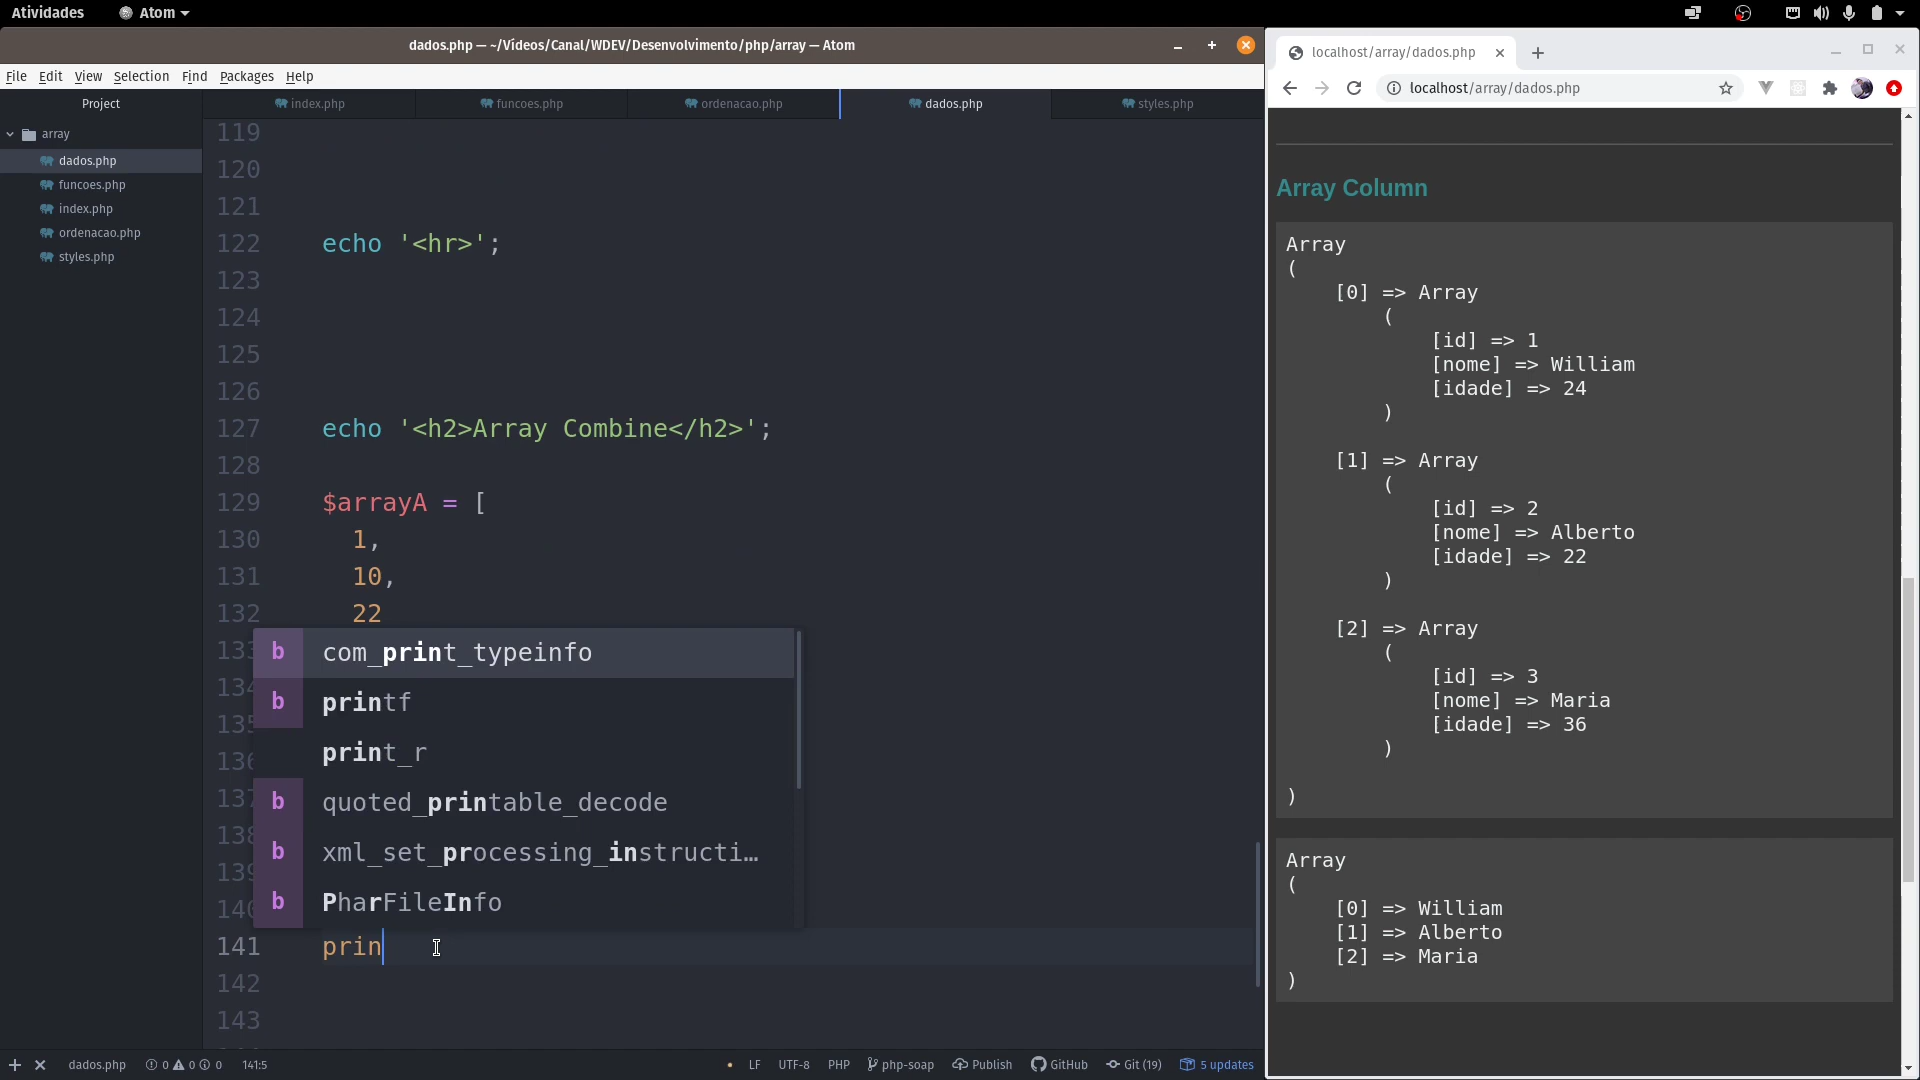 Atividades
Atom
dados.php — ~/Vídeos/Canal/WDEV/Desenvolvimento/php/array — Atom
File Edit View Selection Find Packages Help
Project
index.php
funcoes.php
ordenacao.php
dados.php
styles.php
array
dados.php
funcoes.php
index.php
ordenacao.php
styles.php
119
120
121
122 echo '<hr>';
123
124
125
126
127 echo '<h2>Array Combine</h2>';
128
129 $arrayA = [
130 1,
131 10,
132 22
b com_print_typeinfo
b printf
print_r
b quoted_printable_decode
b xml_set_processing_instructi…
b PharFileInfo
141 prin
142
143
dados.php 0 0 0 141:5
LF UTF-8 PHP php-soap Publish GitHub Git (19) 5 updates
localhost/array/dados.php
localhost/array/dados.php
Array Column
Array
(
[0] => Array
(
[id] => 1
[nome] => William
[idade] => 24
)
[1] => Array
(
[id] => 2
[nome] => Alberto
[idade] => 22
)
[2] => Array
(
[id] => 3
[nome] => Maria
[idade] => 36
)
)
Array
(
[0] => William
[1] => Alberto
[2] => Maria
)